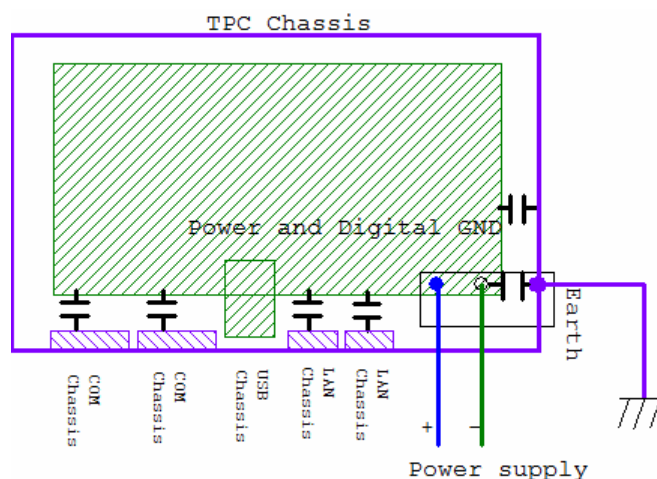 TPC Chassis
Power and Digital GND
Earth
COM
Chassis
COM
Chassis
USB
Chassis
LAN
Chassis
LAN
Chassis
+
-
Power supply